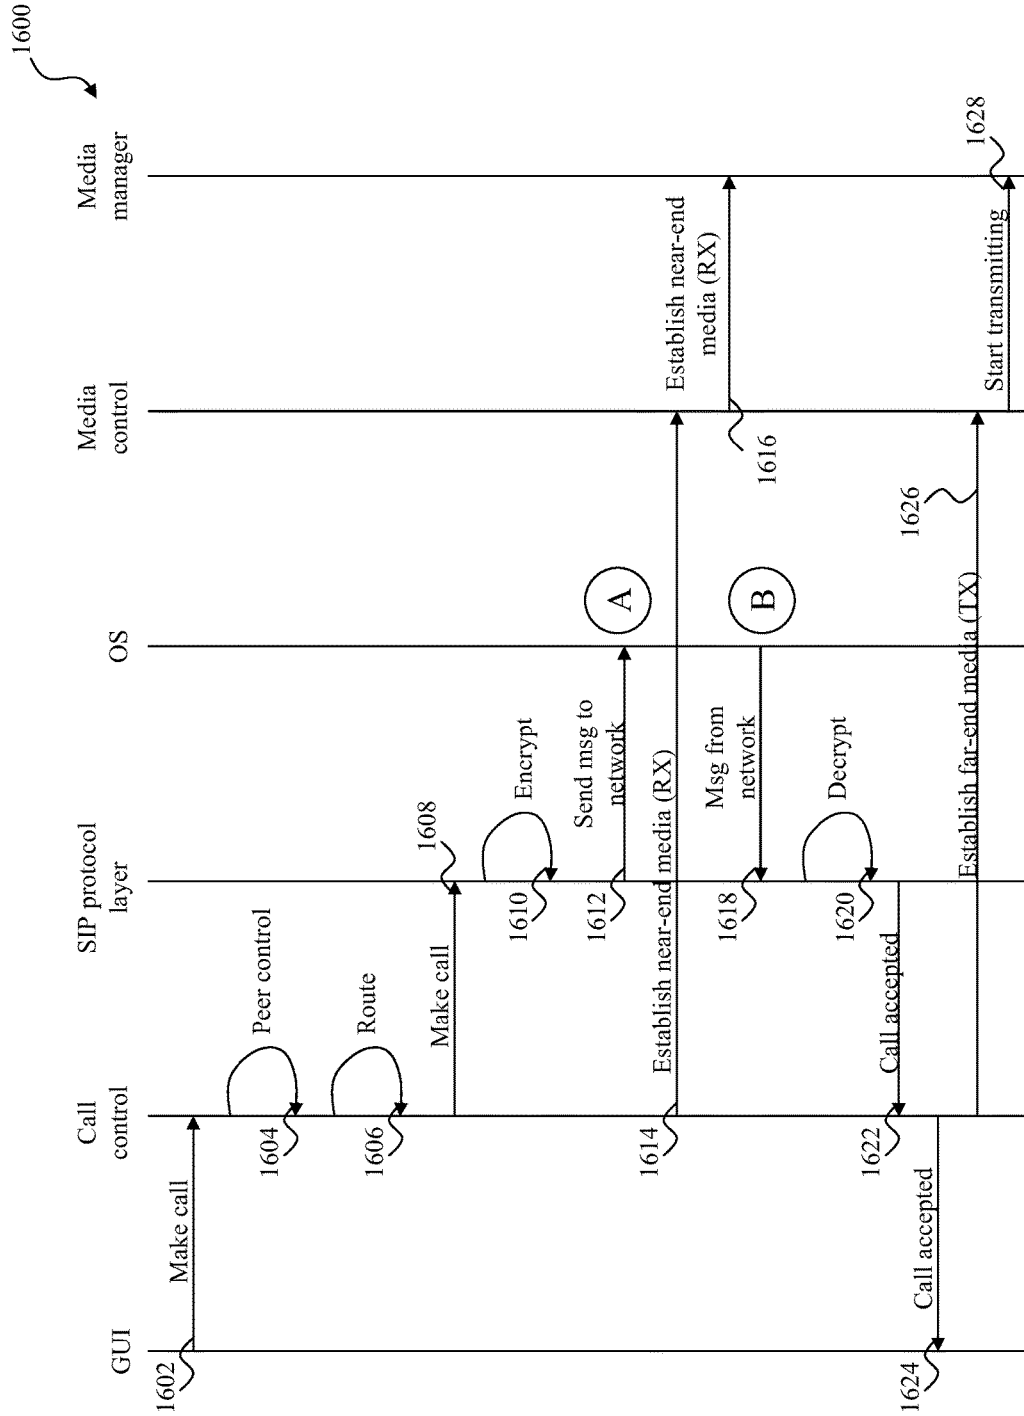 1600
GUI
Call
control
SIP protocol
layer
OS
Media
control
Media
manager
1602
Make call
1604
Peer control
1606
Route
Make call
1608
1610
Encrypt
1612
Send msg to
network
A
1614
Establish near-end media (RX)
Establish near-end
media (RX)
1616
1618
Msg from
network
B
1620
Decrypt
1622
Call accepted
1624
Call accepted
Establish far-end media (TX)
1626
Start transmitting
1628